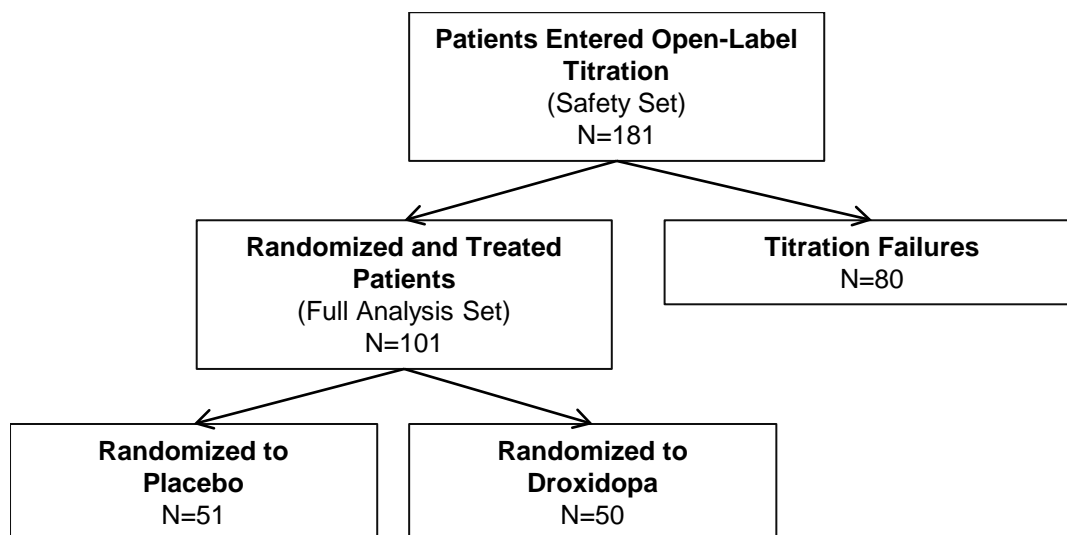 Patients Entered Open-Label
Titration
(Safety Set)
N=181
Randomized and Treated
Patients
(Full Analysis Set)
N=101
Titration Failures
N=80
Randomized to
Placebo
N=51
Randomized to
Droxidopa
N=50